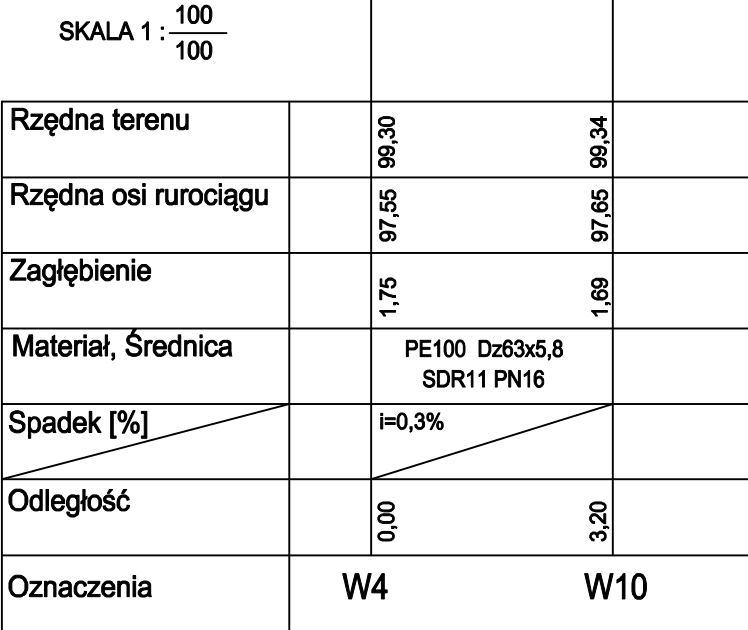 SKALA 1 : 100
100
Rzędna terenu 99,30 99,34
Rzędna osi rurociągu 97,55 97,65
Zagłębienie 1,75 1,69
Materiał, Średnica PE100 Dz63x5,8
SDR11 PN16
Spadek [%] i=0,3%
Odległość 0,00 3,20
Oznaczenia W4 W10